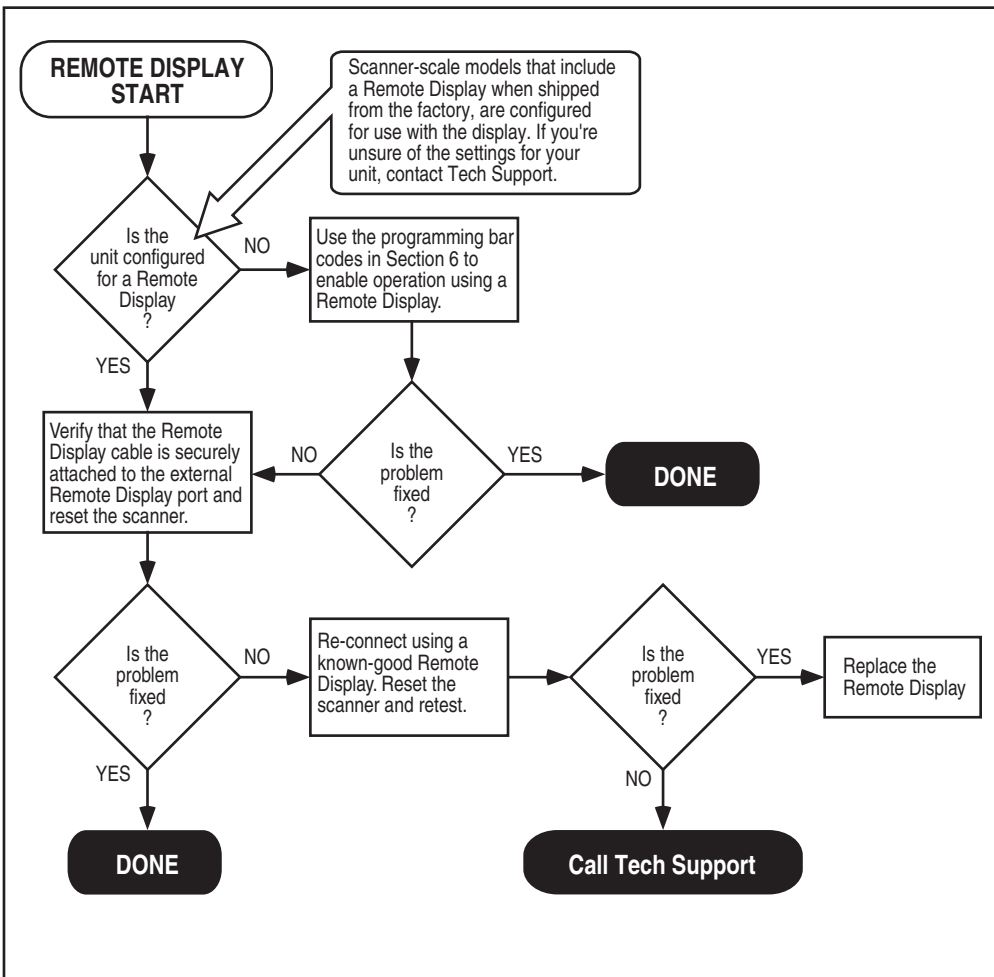 REMOTE DISPLAY
START
Scanner-scale models that include
a Remote Display when shipped
from the factory, are configured
for use with the display. If you're
unsure of the settings for your
unit, contact Tech Support.
Is the
unit configured
for a Remote
Display
?
NO
Use the programming bar
codes in Section 6 to
enable operation using a
Remote Display.
YES
Verify that the Remote
Display cable is securely
attached to the external
Remote Display port and
reset the scanner.
NO
Is the
problem
fixed
?
YES
DONE
Is the
problem
fixed
?
NO
Re-connect using a
known-good Remote
Display. Reset the
scanner and retest.
Is the
problem
fixed
?
YES
Replace the
Remote Display
YES
NO
DONE
Call Tech Support